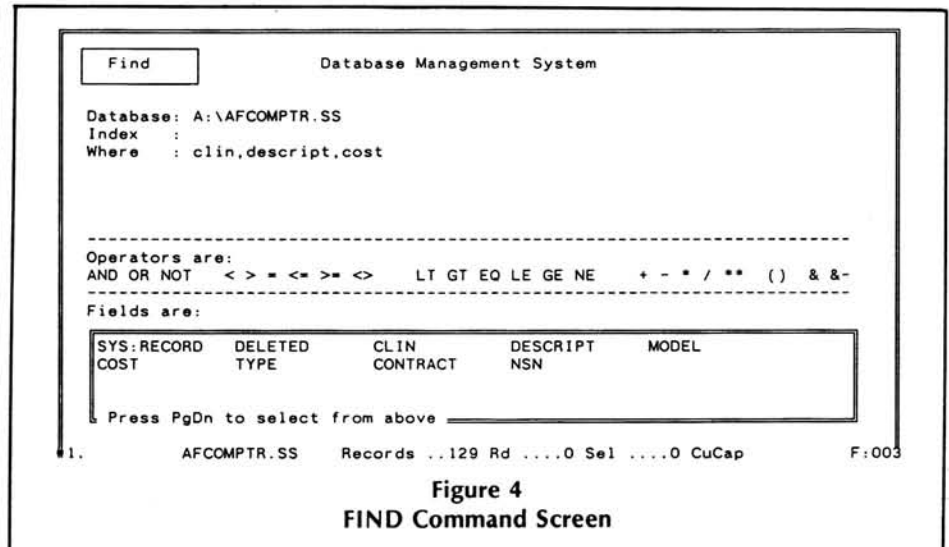 Find Database Management System
Database: A:\AFCOMPTR.SS
Index :
Where : clin,descript,cost
Operators are:
AND OR NOT < > = <= >= <> LT GT EQ LE GE NE + - * / ** () & &-
Fields are:
SYS:RECORD DELETED CLIN DESCRIPT MODEL
COST TYPE CONTRACT NSN
Press PgDn to select from above
1. AFCOMPTR.SS Records ..129 Rd ....0 Sel ....0 CuCap F:003
Figure 4
FIND Command Screen